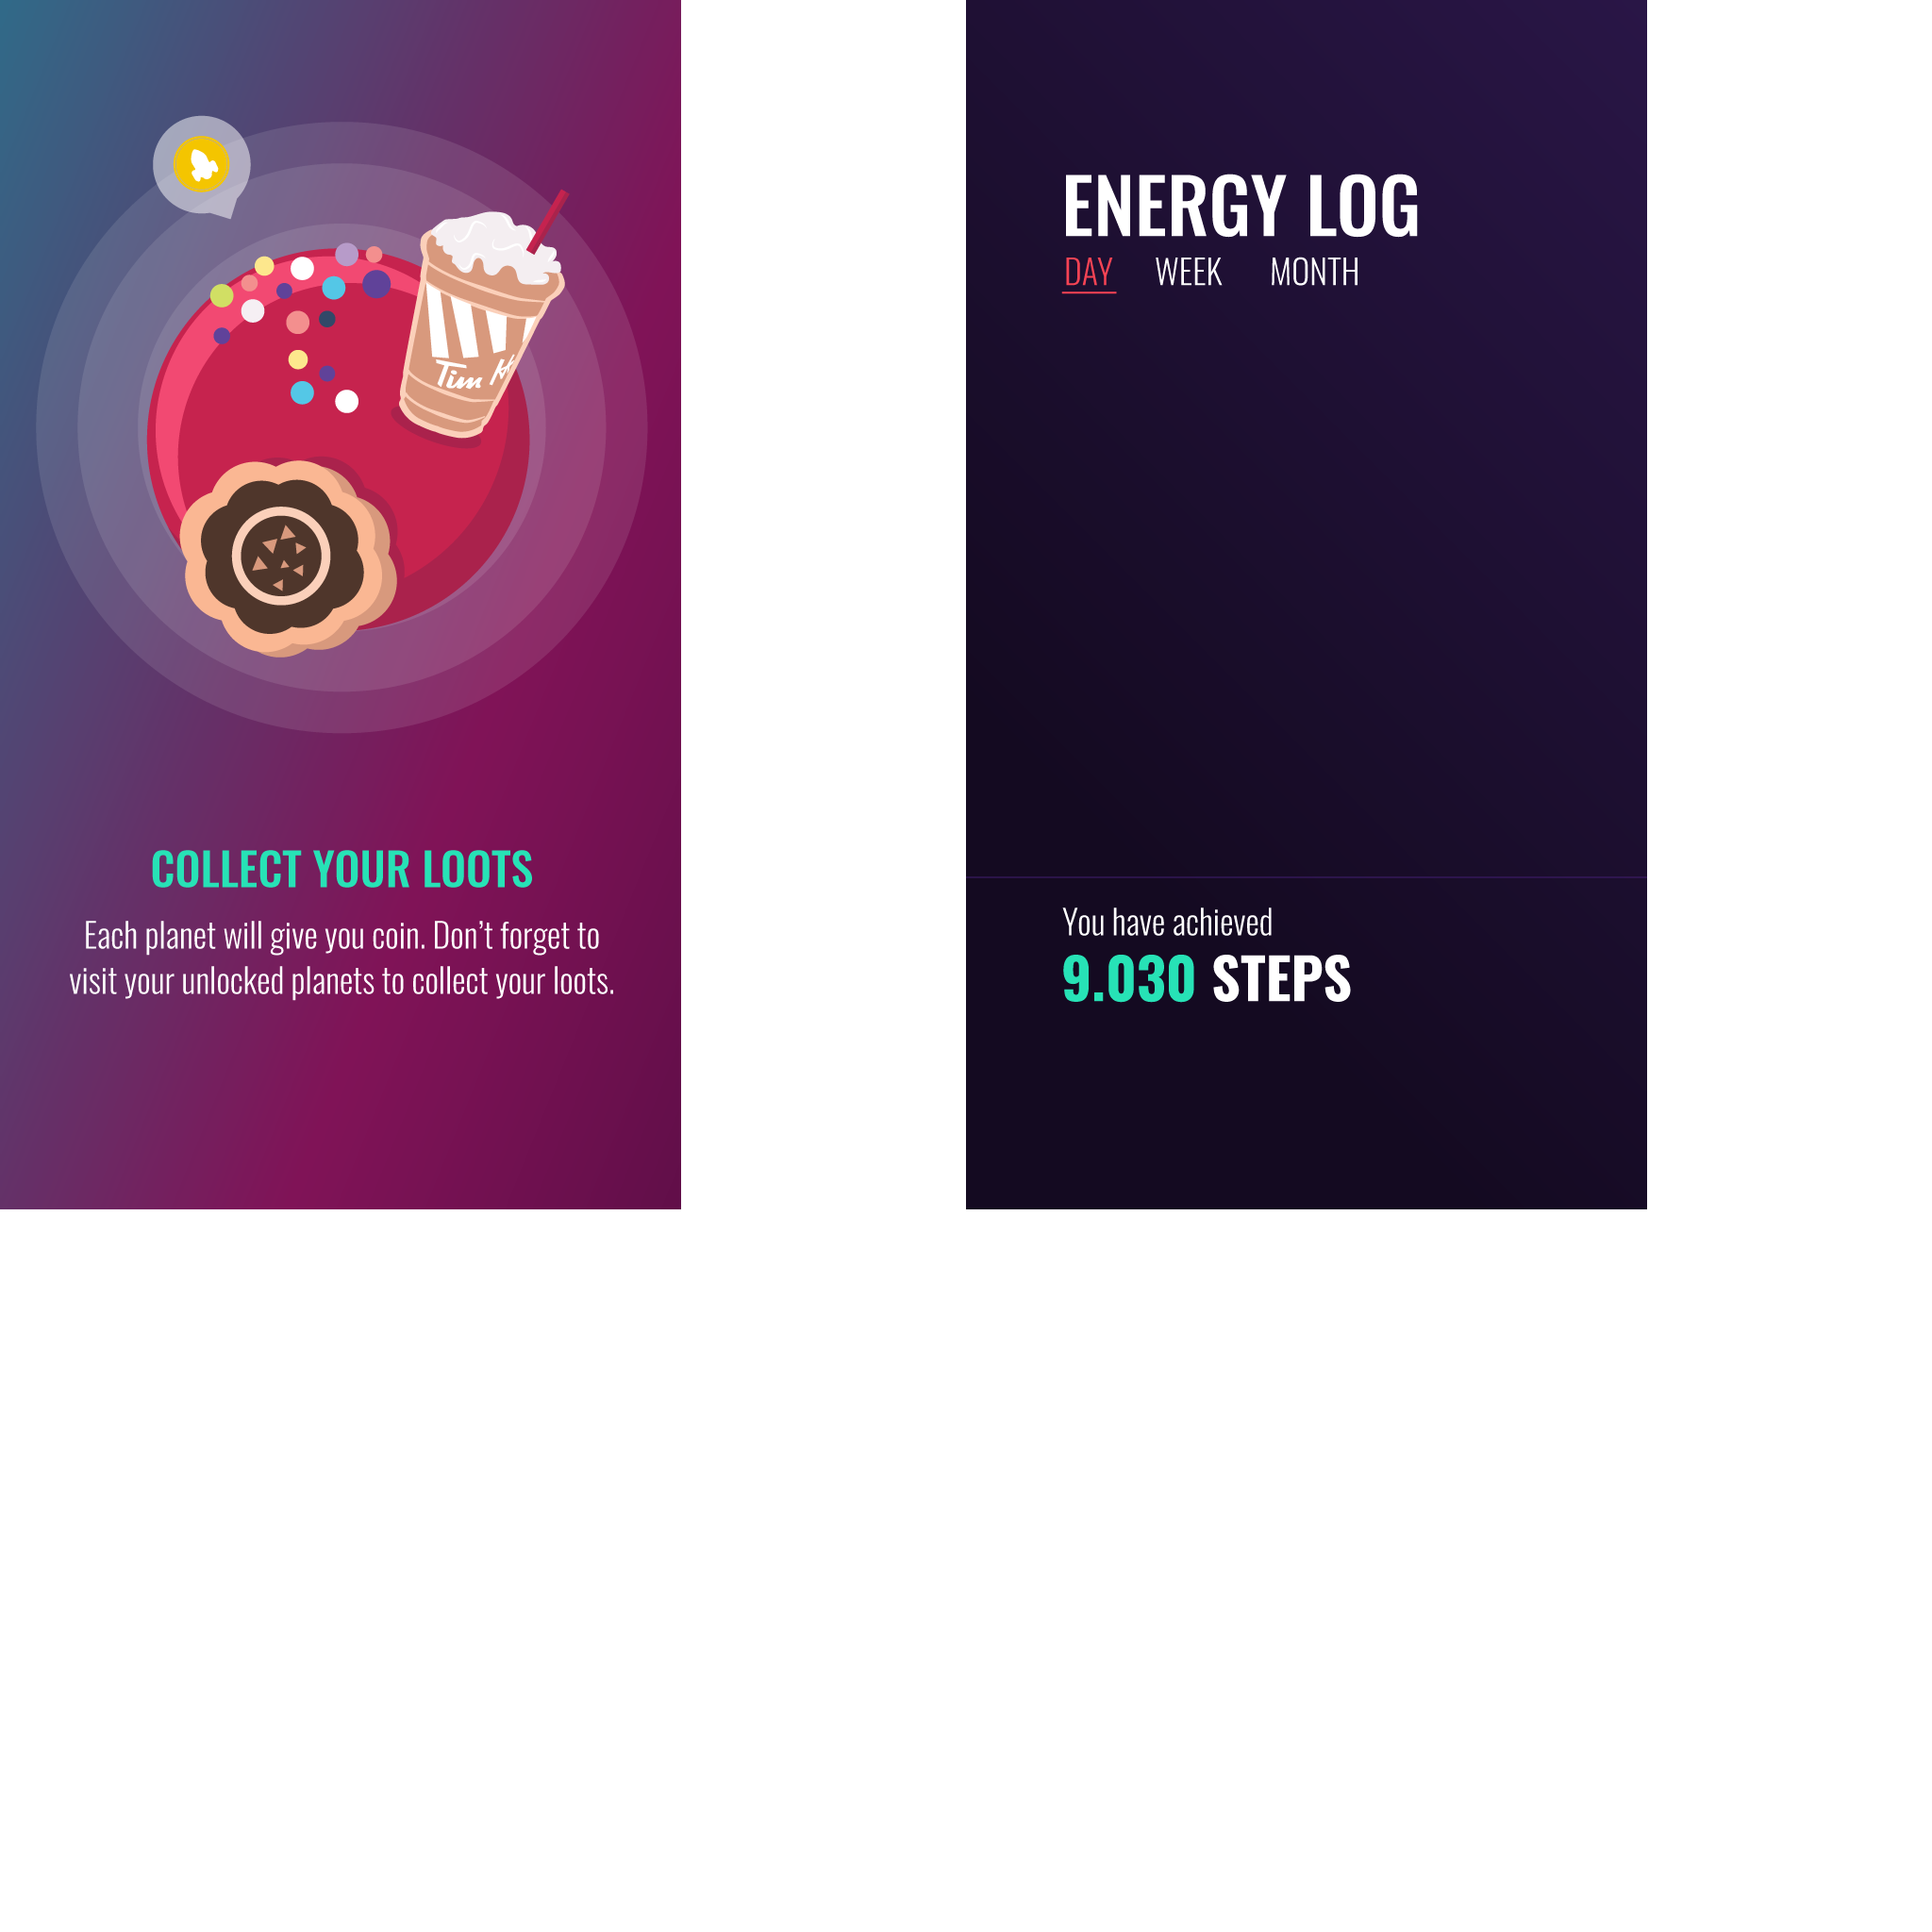 Tim H
COLLECT YOUR LOOTS
Each planet will give you coin. Don’t forget to
visit your unlocked planets to collect your loots.
ENERGY LOG
DAY WEEK MONTH
You have achieved
9.030 STEPS